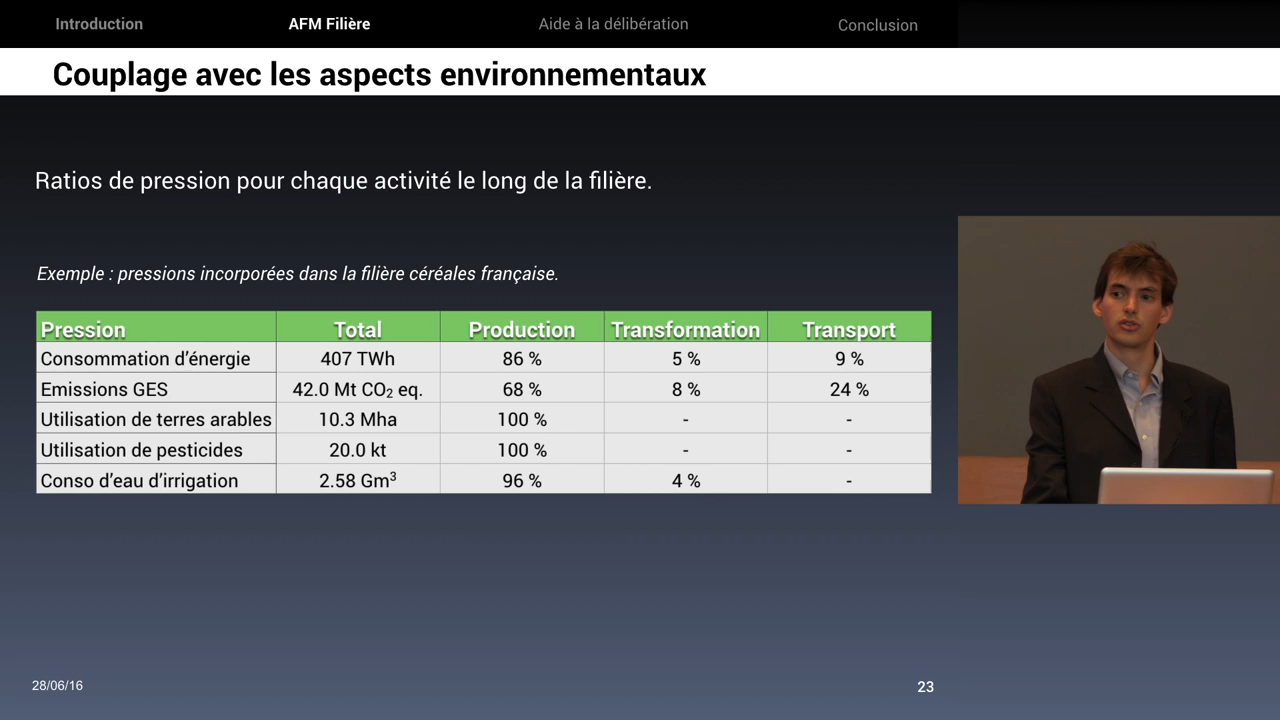 Introduction AFM Filière Aide à la délibération Conclusion
Couplage avec les aspects environnementaux
Ratios de pression pour chaque activité le long de la filière.
Exemple : pressions incorporées dans la filière céréales française.
Pression Total Production Transformation Transport
Consommation d'énergie 407 TWh 86 % 5 % 9 %
Emissions GES 42.0 Mt CO₂ eq. 68 % 8 % 24 %
Utilisation de terres arables 10.3 Mha 100 % - -
Utilisation de pesticides 20.0 kt 100 % - -
Conso d'eau d'irrigation 2.58 Gm³ 96 % 4 % -
28/06/16 23